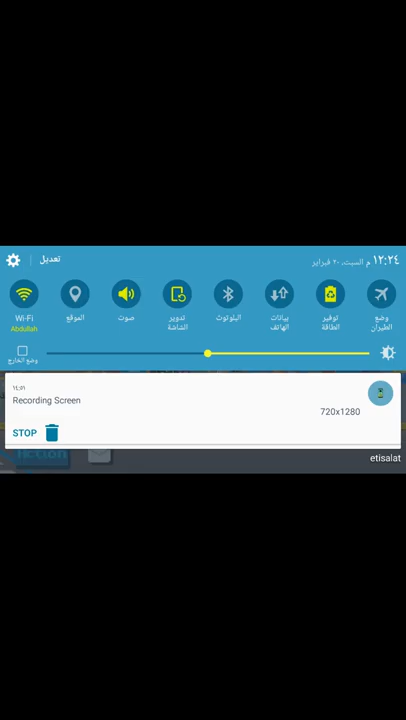 تعديل
١٢:٢٤ م السبت، ٢٠ فبراير
وضع الطيران
توفير الطاقة
بيانات الهاتف
البلوتوث
تدوير الشاشة
صوت
الموقع
Wi-Fi
Abdullah
وضع الخارج
Recording Screen
720x1280
STOP
Action
etisalat